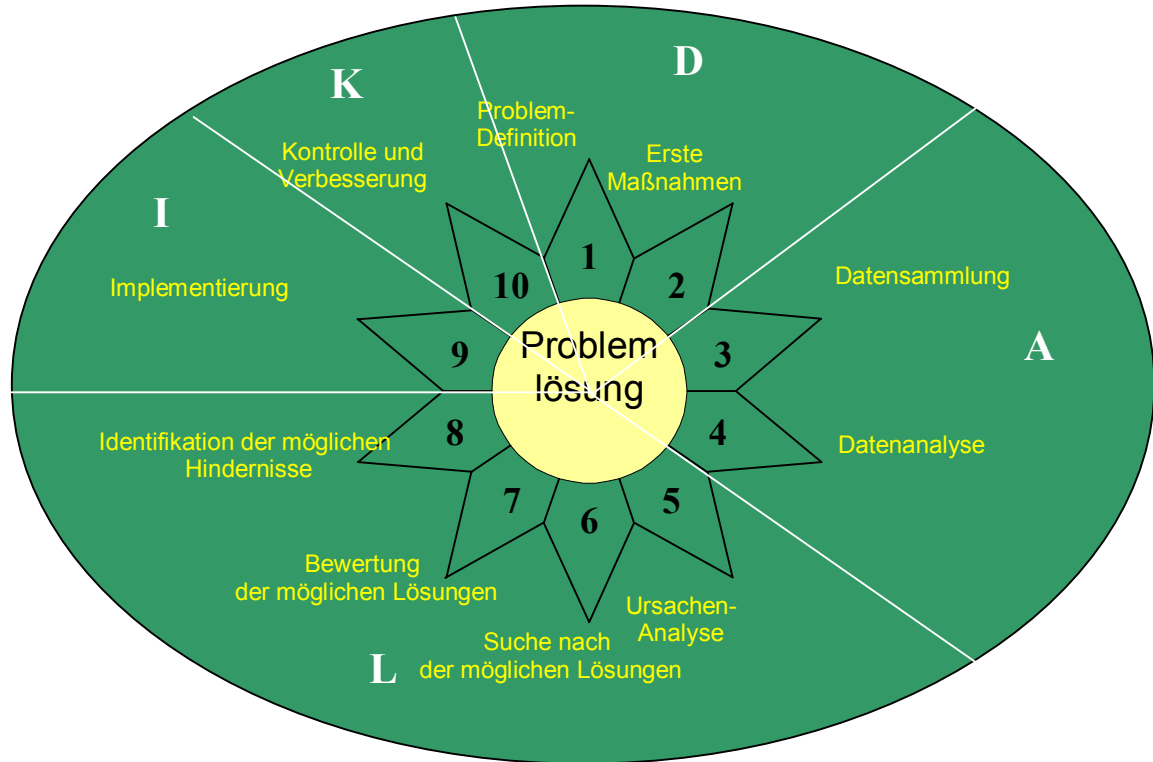 K
D
Problem-
Definition
Kontrolle und
Verbesserung
Erste
Maßnahmen
I
Implementierung
Datensammlung
A
10
1
2
9
3
Problem
lösung
8
4
7
6
5
Identifikation der möglichen
Hindernisse
Datenanalyse
Bewertung
der möglichen Lösungen
Ursachen-
Analyse
Suche nach
der möglichen Lösungen
L